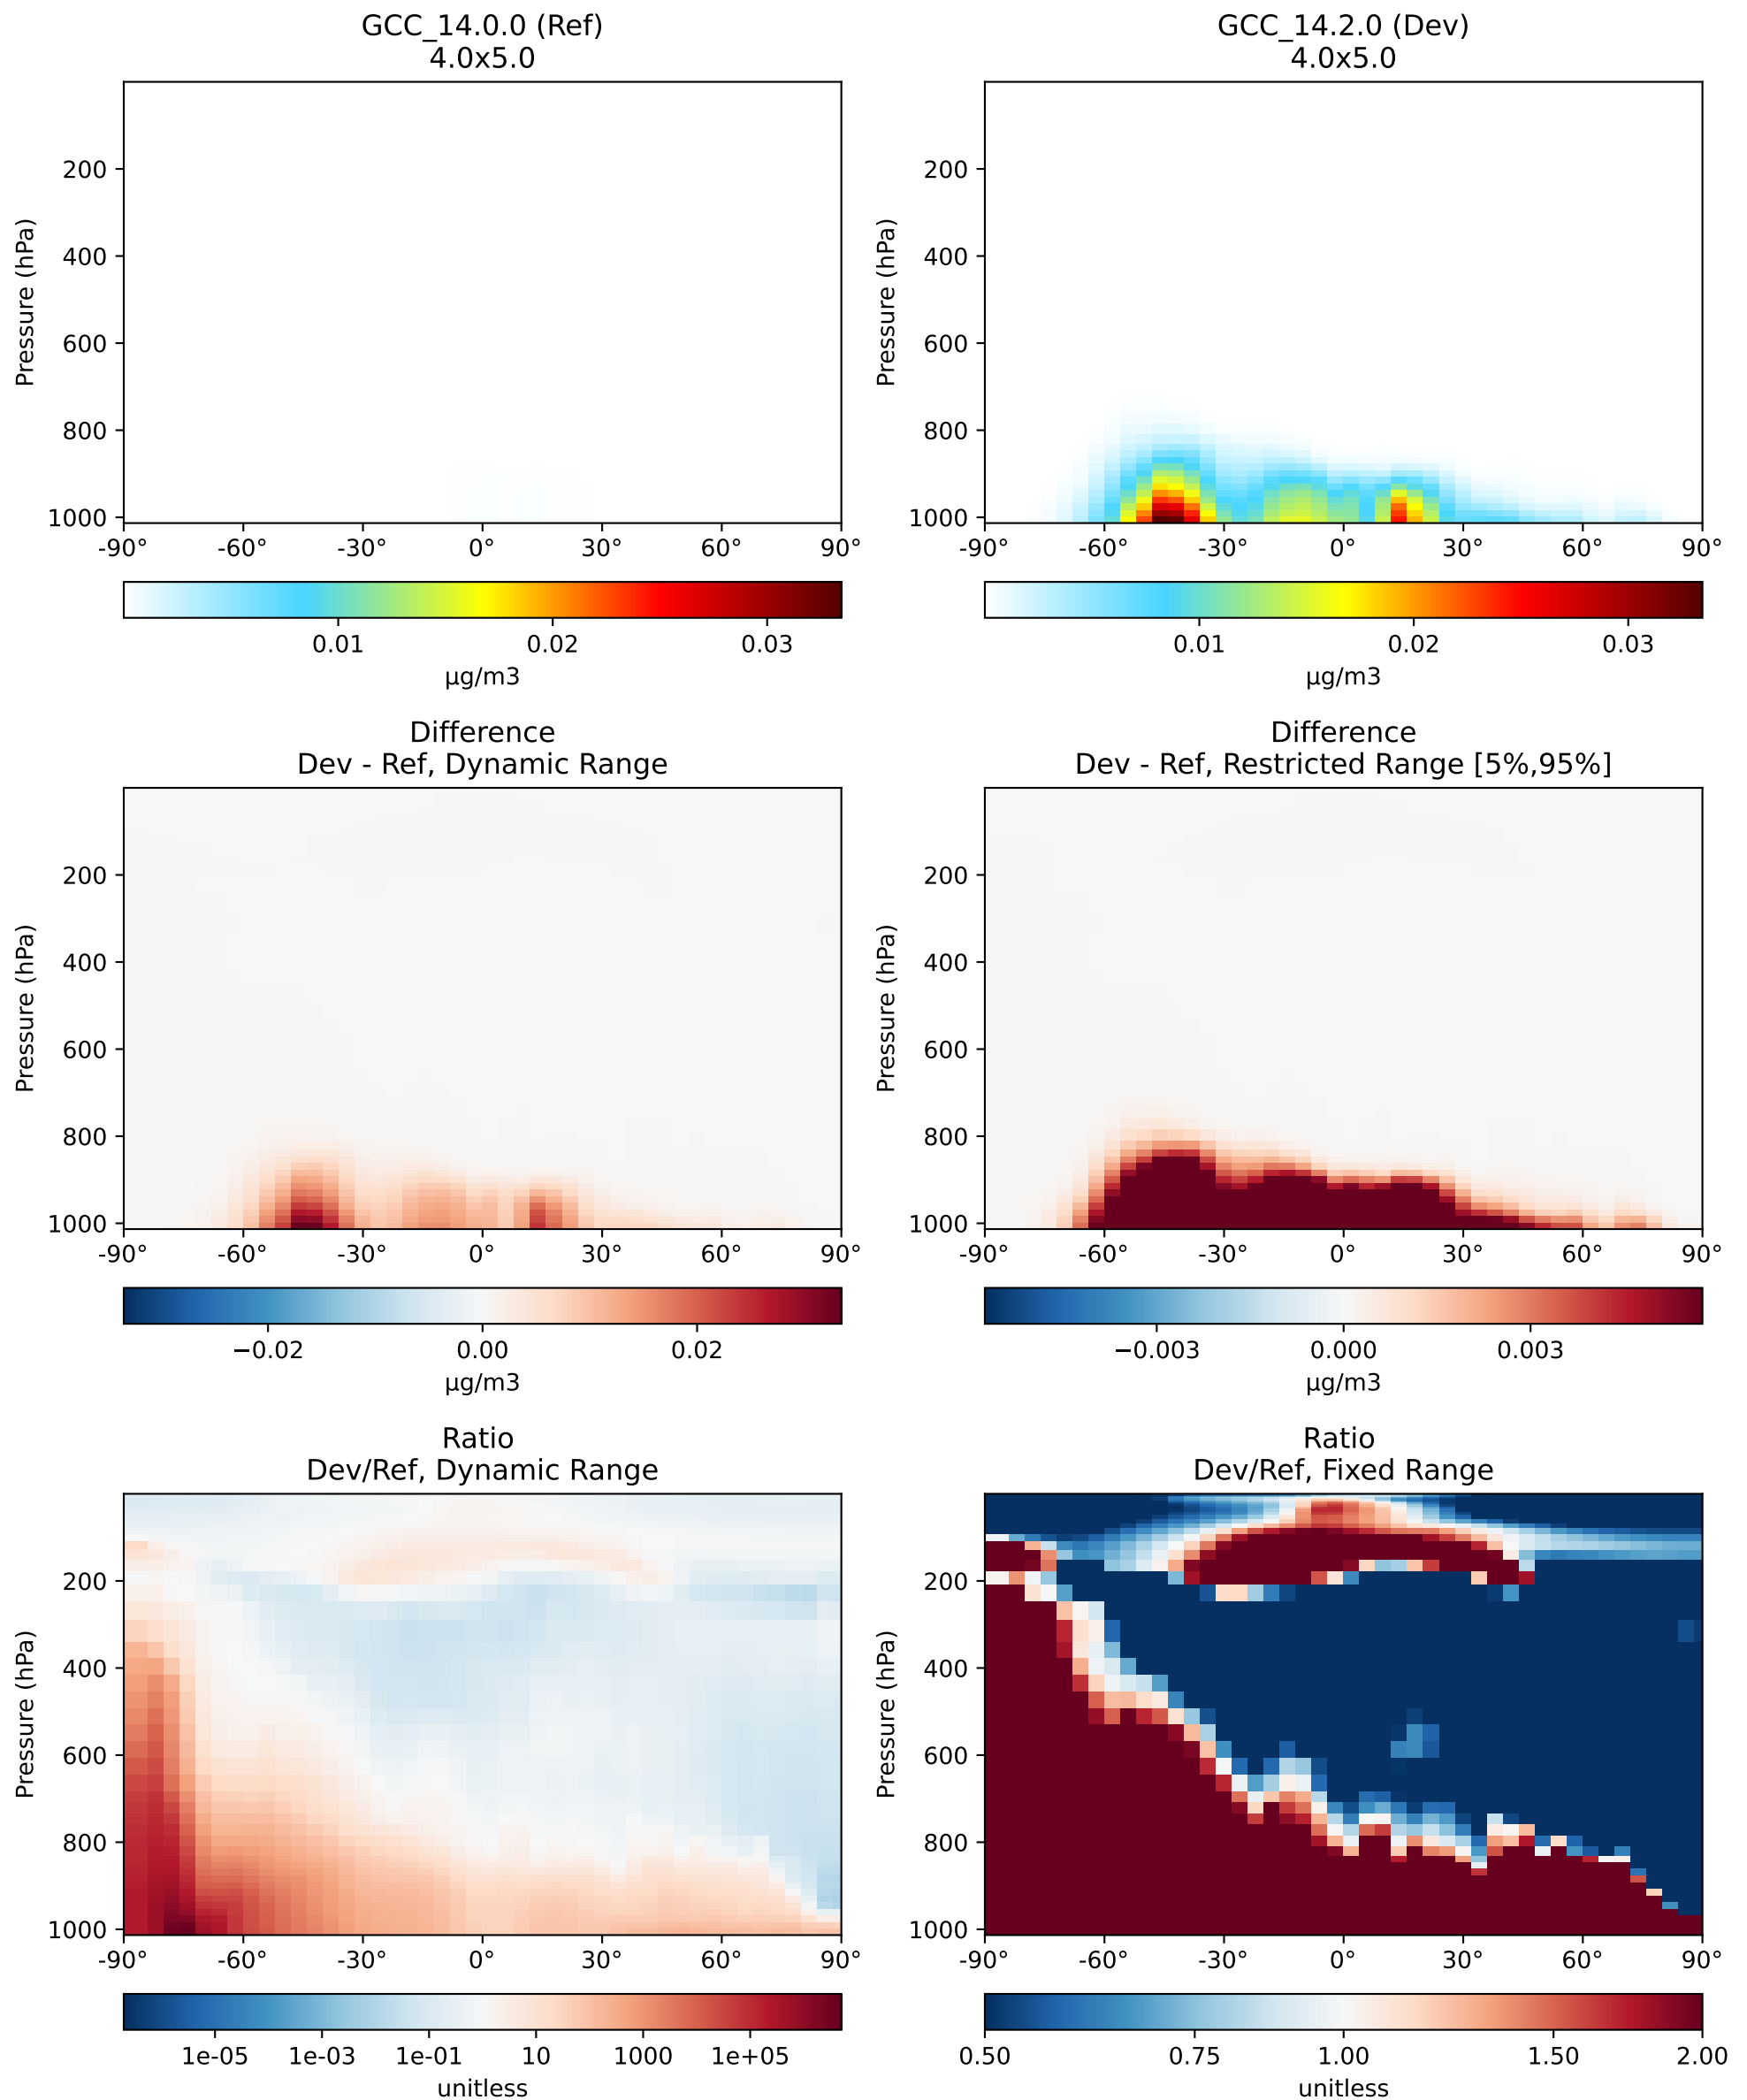 GCC_14.0.0 (Ref)
4.0x5.0
Pressure (hPa)
200
400
600
800
1000
-90° -60° -30° 0° 30° 60° 90°
0.01 0.02 0.03
µg/m3
GCC_14.2.0 (Dev)
4.0x5.0
Pressure (hPa)
200
400
600
800
1000
-90° -60° -30° 0° 30° 60° 90°
0.01 0.02 0.03
µg/m3
Difference
Dev - Ref, Dynamic Range
Pressure (hPa)
200
400
600
800
1000
-90° -60° -30° 0° 30° 60° 90°
−0.02 0.00 0.02
µg/m3
Difference
Dev - Ref, Restricted Range [5%,95%]
Pressure (hPa)
200
400
600
800
1000
-90° -60° -30° 0° 30° 60° 90°
−0.003 0.000 0.003
µg/m3
Ratio
Dev/Ref, Dynamic Range
Pressure (hPa)
200
400
600
800
1000
-90° -60° -30° 0° 30° 60° 90°
1e-05 1e-03 1e-01 10 1000 1e+05
unitless
Ratio
Dev/Ref, Fixed Range
Pressure (hPa)
200
400
600
800
1000
-90° -60° -30° 0° 30° 60° 90°
0.50 0.75 1.00 1.50 2.00
unitless